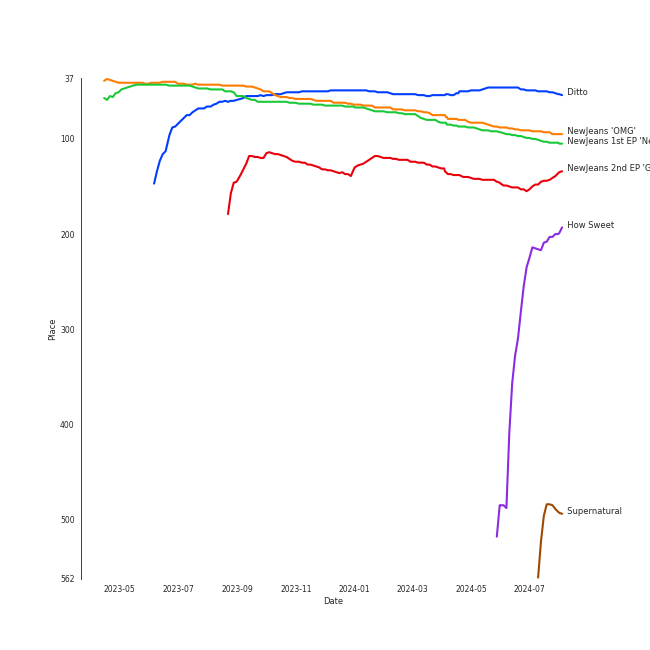 37
Ditto
NewJeans 'OMG'
100
NewJeans 1st EP 'Ne
NewJeans 2nd EP 'G
200
How Sweet
300
Place
400
500
Supernatural
562
2023-05 2023-07 2023-09 2023-11 2024-01 2024-03 2024-05 2024-07
Date